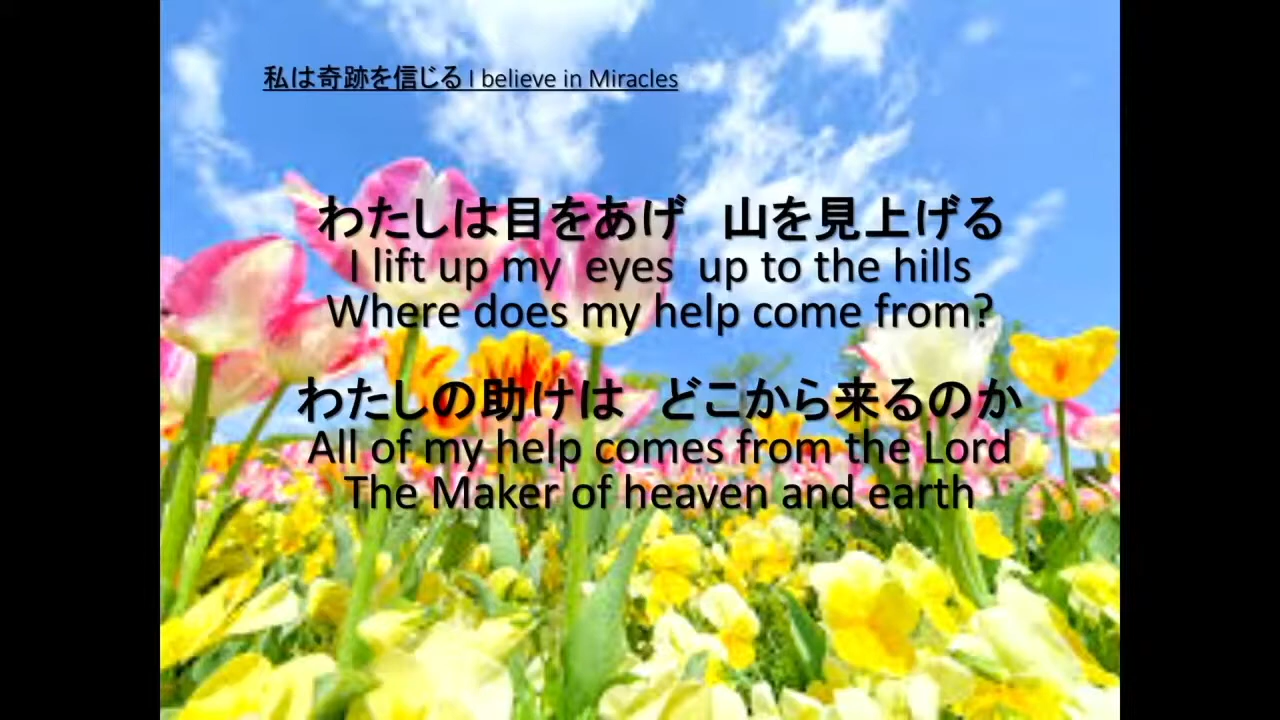 私は奇跡を信じる I believe in Miracles
わたしは目をあげ　山を見上げる
I lift up my eyes up to the hills
Where does my help come from?
わたしの助けは　どこから来るのか
All of my help comes from the Lord
The Maker of heaven and earth